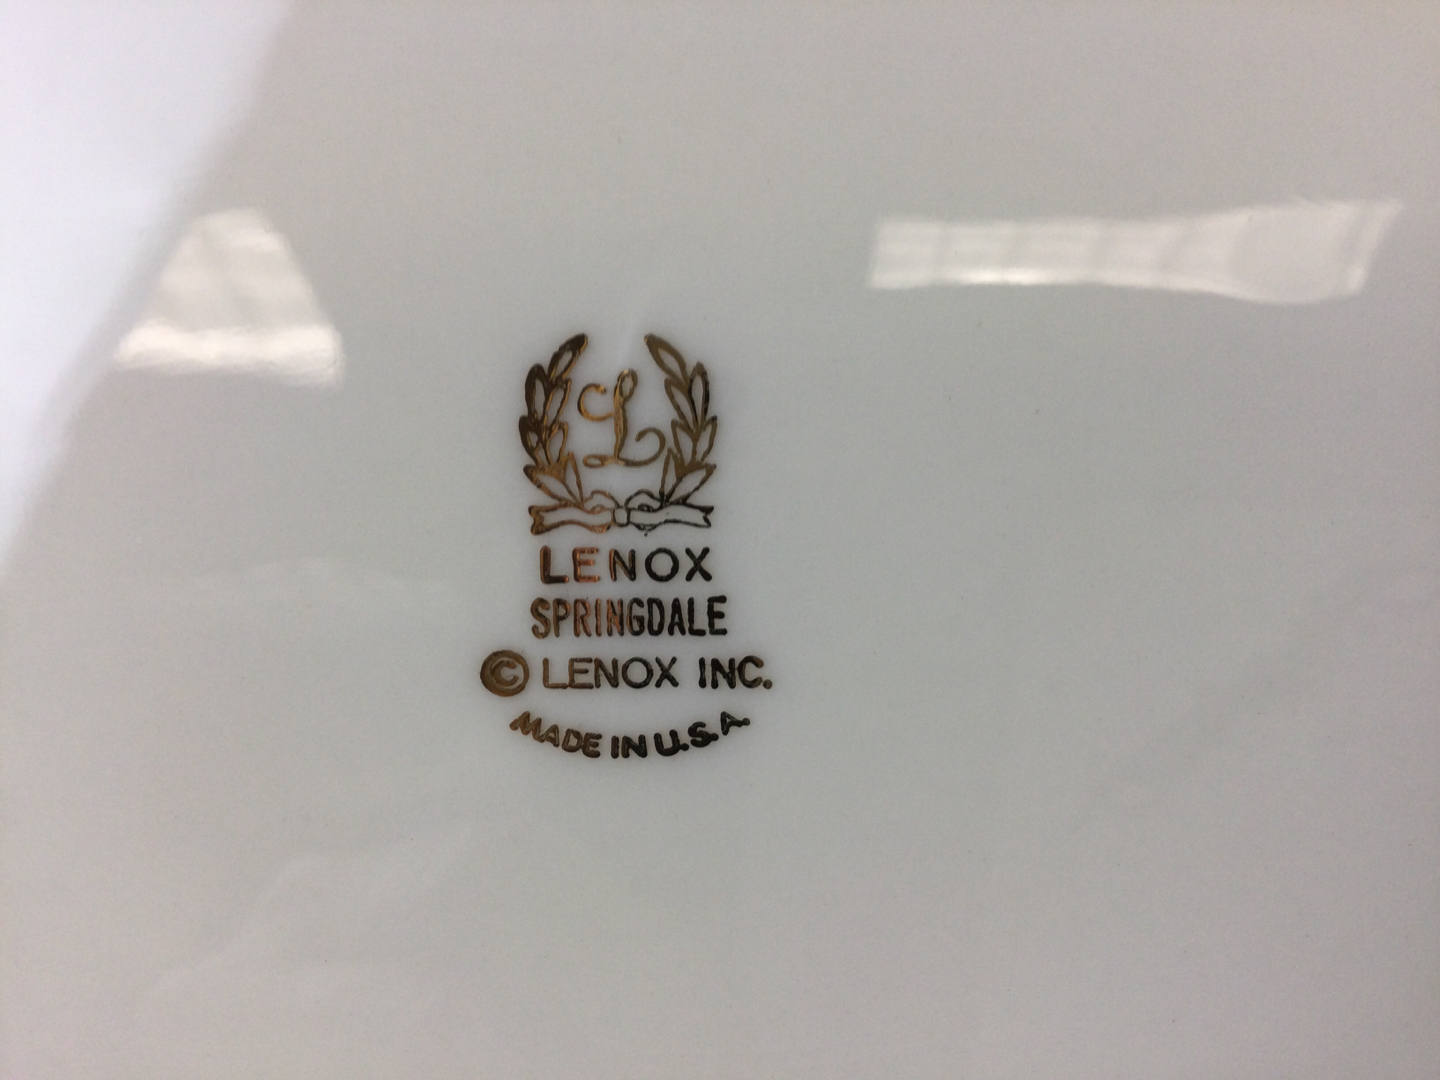 L
LENOX
SPRINGDALE
© LENOX INC.
MADE IN U.S.A.